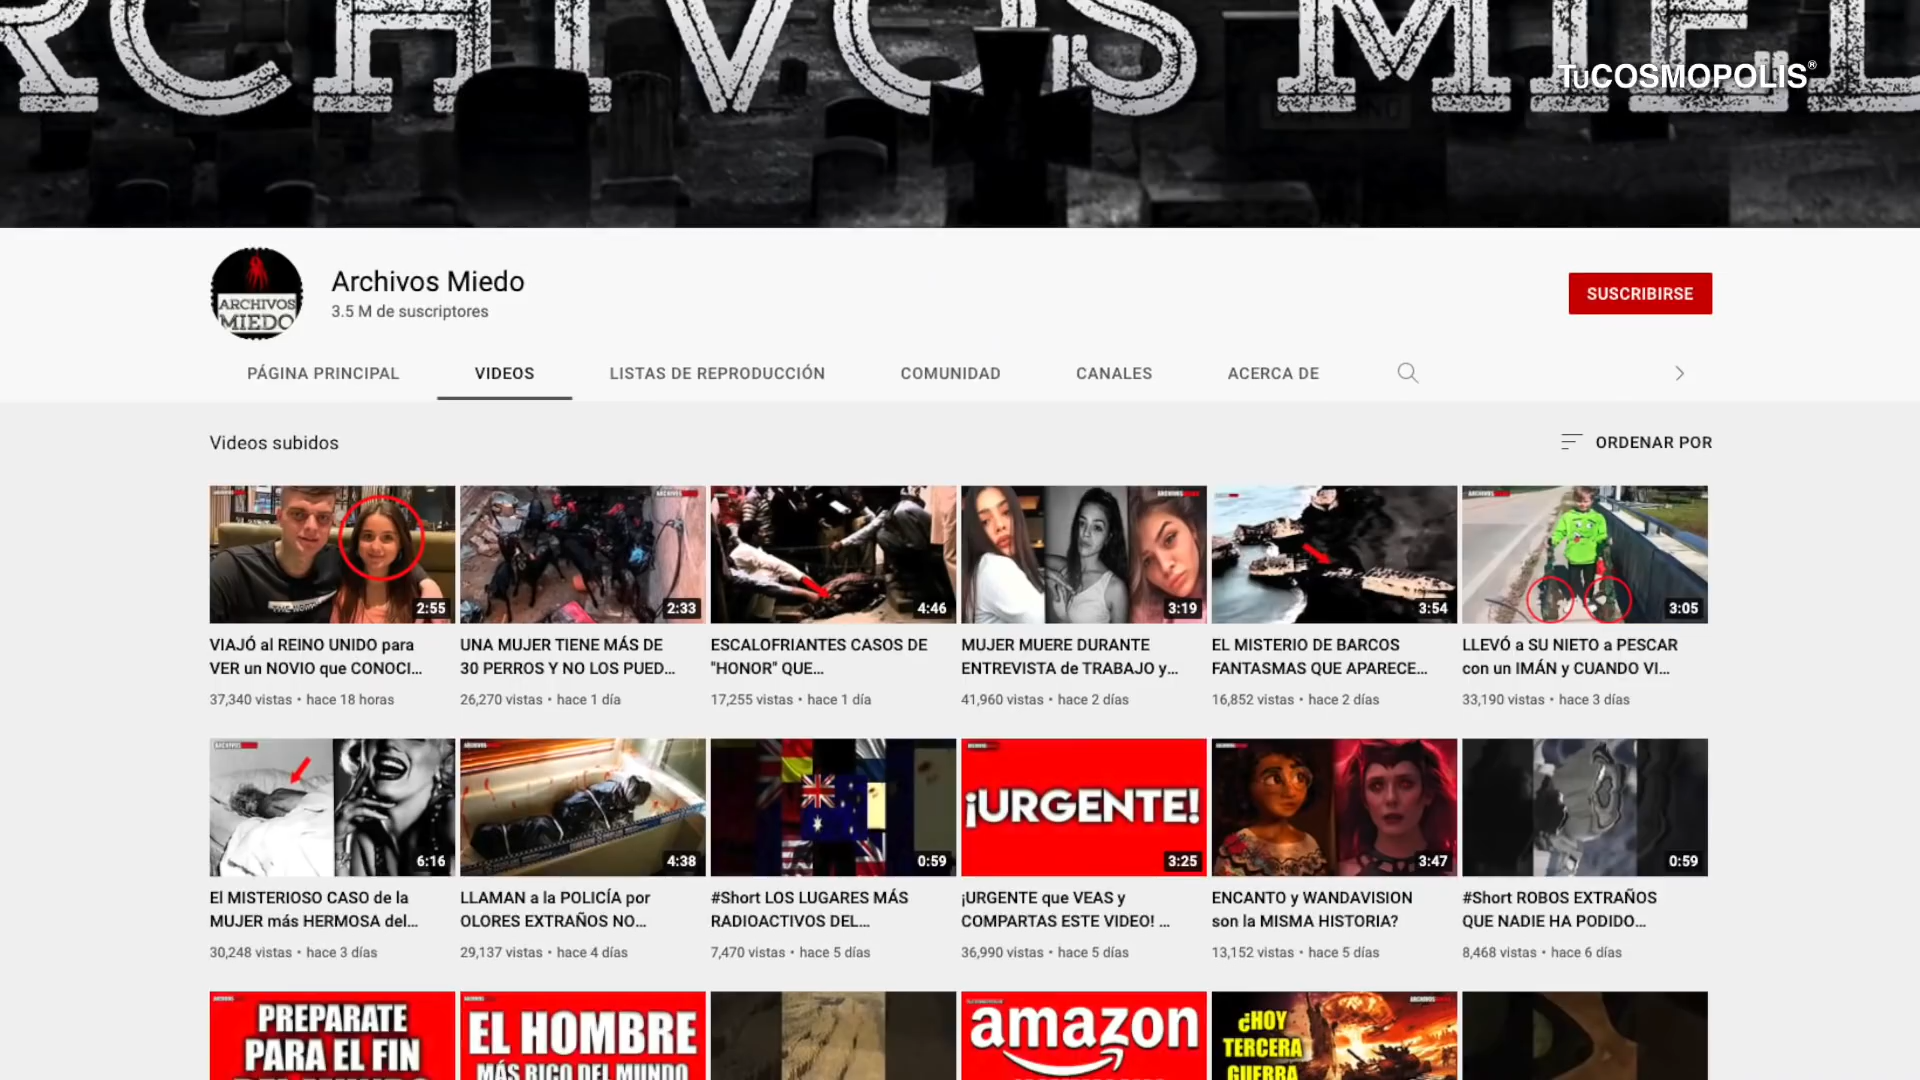 ARCHIVOS MIEDO
TuCOSMOPOLIS®
ARCHIVOS
MIEDO
Archivos Miedo
3.5 M de suscriptores
SUSCRIBIRSE
PÁGINA PRINCIPAL
VIDEOS
LISTAS DE REPRODUCCIÓN
COMUNIDAD
CANALES
ACERCA DE
Videos subidos
ORDENAR POR
2:55
2:33
4:46
3:19
3:54
3:05
VIAJÓ al REINO UNIDO para
VER un NOVIO que CONOCI...
37,340 vistas • hace 18 horas
UNA MUJER TIENE MÁS DE
30 PERROS Y NO LOS PUED...
26,270 vistas • hace 1 día
ESCALOFRIANTES CASOS DE
"HONOR" QUE...
17,255 vistas • hace 1 día
MUJER MUERE DURANTE
ENTREVISTA de TRABAJO y...
41,960 vistas • hace 2 días
EL MISTERIO DE BARCOS
FANTASMAS QUE APARECE...
16,852 vistas • hace 2 días
LLEVÓ a SU NIETO a PESCAR
con un IMÁN y CUANDO VI...
33,190 vistas • hace 3 días
6:16
4:38
0:59
¡URGENTE!
3:25
3:47
0:59
El MISTERIOSO CASO de la
MUJER más HERMOSA del...
30,248 vistas • hace 3 días
LLAMAN a la POLICÍA por
OLORES EXTRAÑOS NO...
29,137 vistas • hace 4 días
#Short LOS LUGARES MÁS
RADIOACTIVOS DEL...
7,470 vistas • hace 5 días
¡URGENTE que VEAS y
COMPARTAS ESTE VIDEO! ...
36,990 vistas • hace 5 días
ENCANTO y WANDAVISION
son la MISMA HISTORIA?
13,152 vistas • hace 5 días
#Short ROBOS EXTRAÑOS
QUE NADIE HA PODIDO...
8,468 vistas • hace 6 días
PREPARATE
PARA EL FIN
EL HOMBRE
MÁS RICO DEL MUNDO
amazon
¿HOY
TERCERA
GUERRA